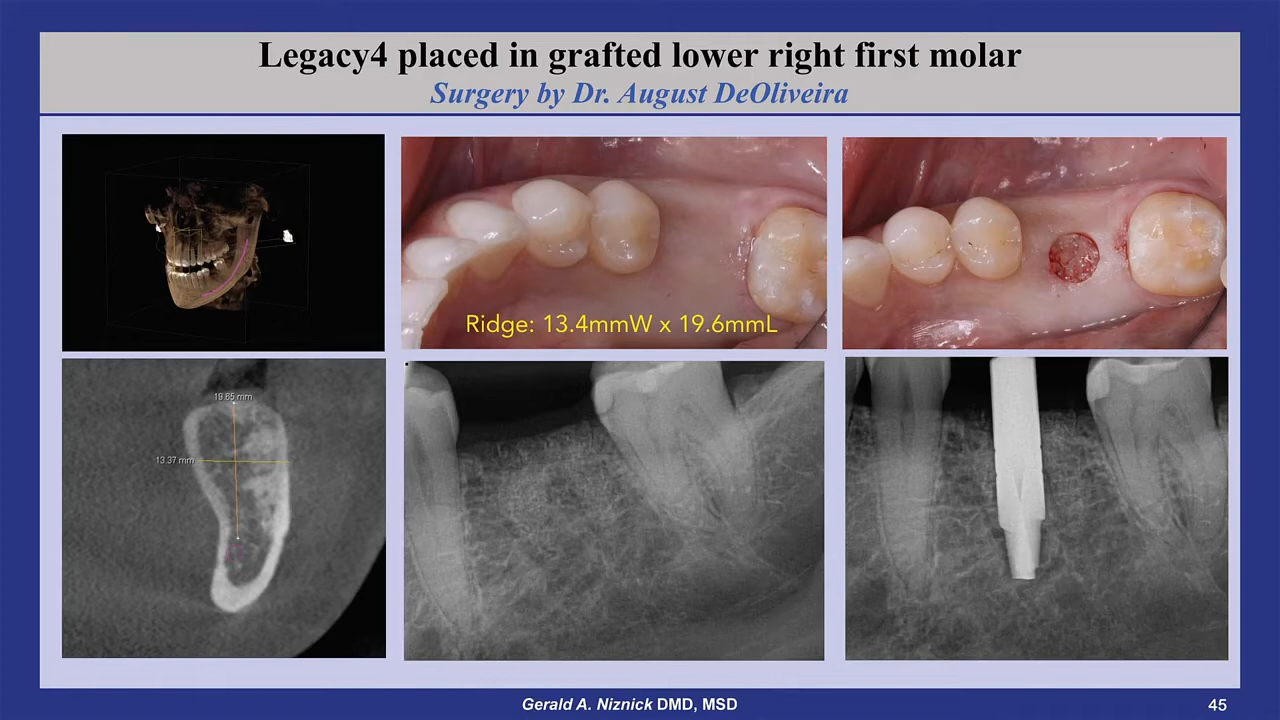 Legacy4 placed in grafted lower right first molar
Surgery by Dr. August DeOliveira
Ridge: 13.4mmW x 19.6mmL
19.65 mm
13.37 mm
Gerald A. Niznick DMD, MSD
45